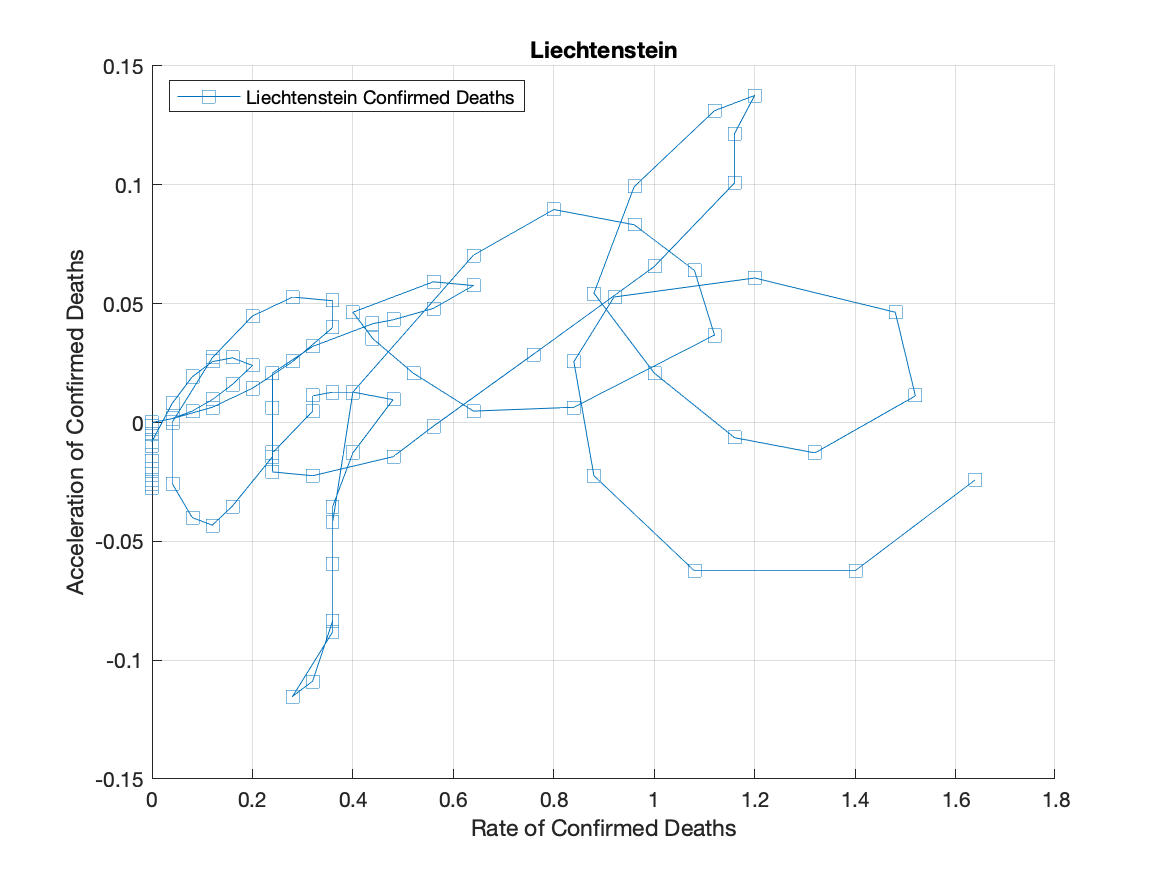 Liechtenstein
Liechtenstein Confirmed Deaths
Acceleration of Confirmed Deaths
0.15
0.1
0.05
0
-0.05
-0.1
-0.15
0 0.2 0.4 0.6 0.8 1 1.2 1.4 1.6 1.8
Rate of Confirmed Deaths